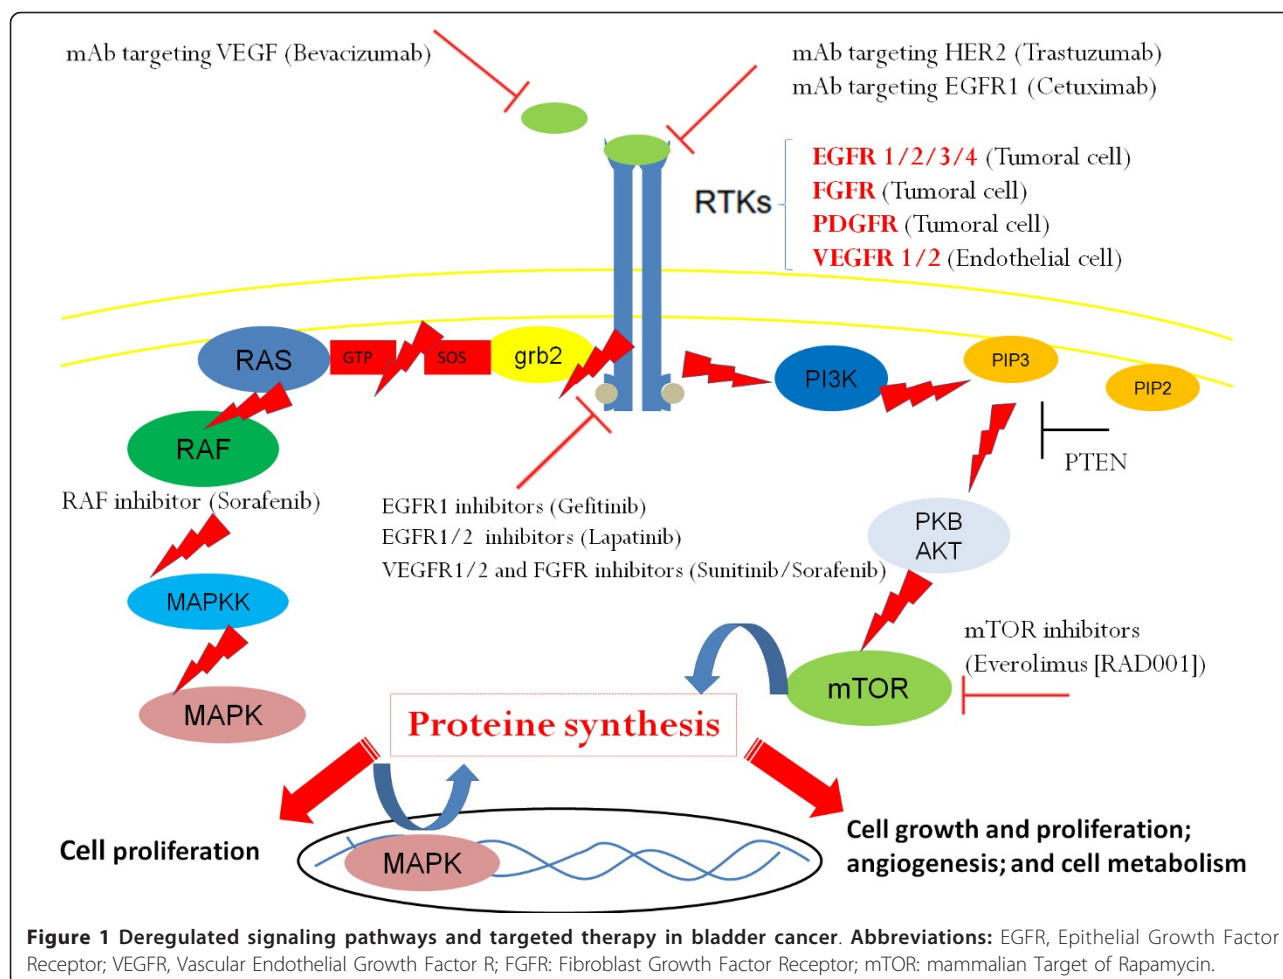 mAb targeting VEGF (Bevacizumab)
mAb targeting HER2 (Trastuzumab)
mAb targeting EGFR1 (Cetuximab)
RTKs
EGFR 1/2/3/4 (Tumoral cell)
FGFR (Tumoral cell)
PDGFR (Tumoral cell)
VEGFR 1/2 (Endothelial cell)
RAS
GTP
SOS
grb2
PI3K
PIP3
PIP2
RAF
PTEN
RAF inhibitor (Sorafenib)
EGFR1 inhibitors (Gefitinib)
EGFR1/2 inhibitors (Lapatinib)
VEGFR1/2 and FGFR inhibitors (Sunitinib/Sorafenib)
PKB
AKT
MAPKK
mTOR inhibitors
(Everolimus [RAD001])
mTOR
MAPK
Proteine synthesis
Cell proliferation
MAPK
Cell growth and proliferation;
angiogenesis; and cell metabolism
Figure 1 Deregulated signaling pathways and targeted therapy in bladder cancer. Abbreviations: EGFR, Epithelial Growth Factor
Receptor; VEGFR, Vascular Endothelial Growth Factor R; FGFR: Fibroblast Growth Factor Receptor; mTOR: mammalian Target of Rapamycin.